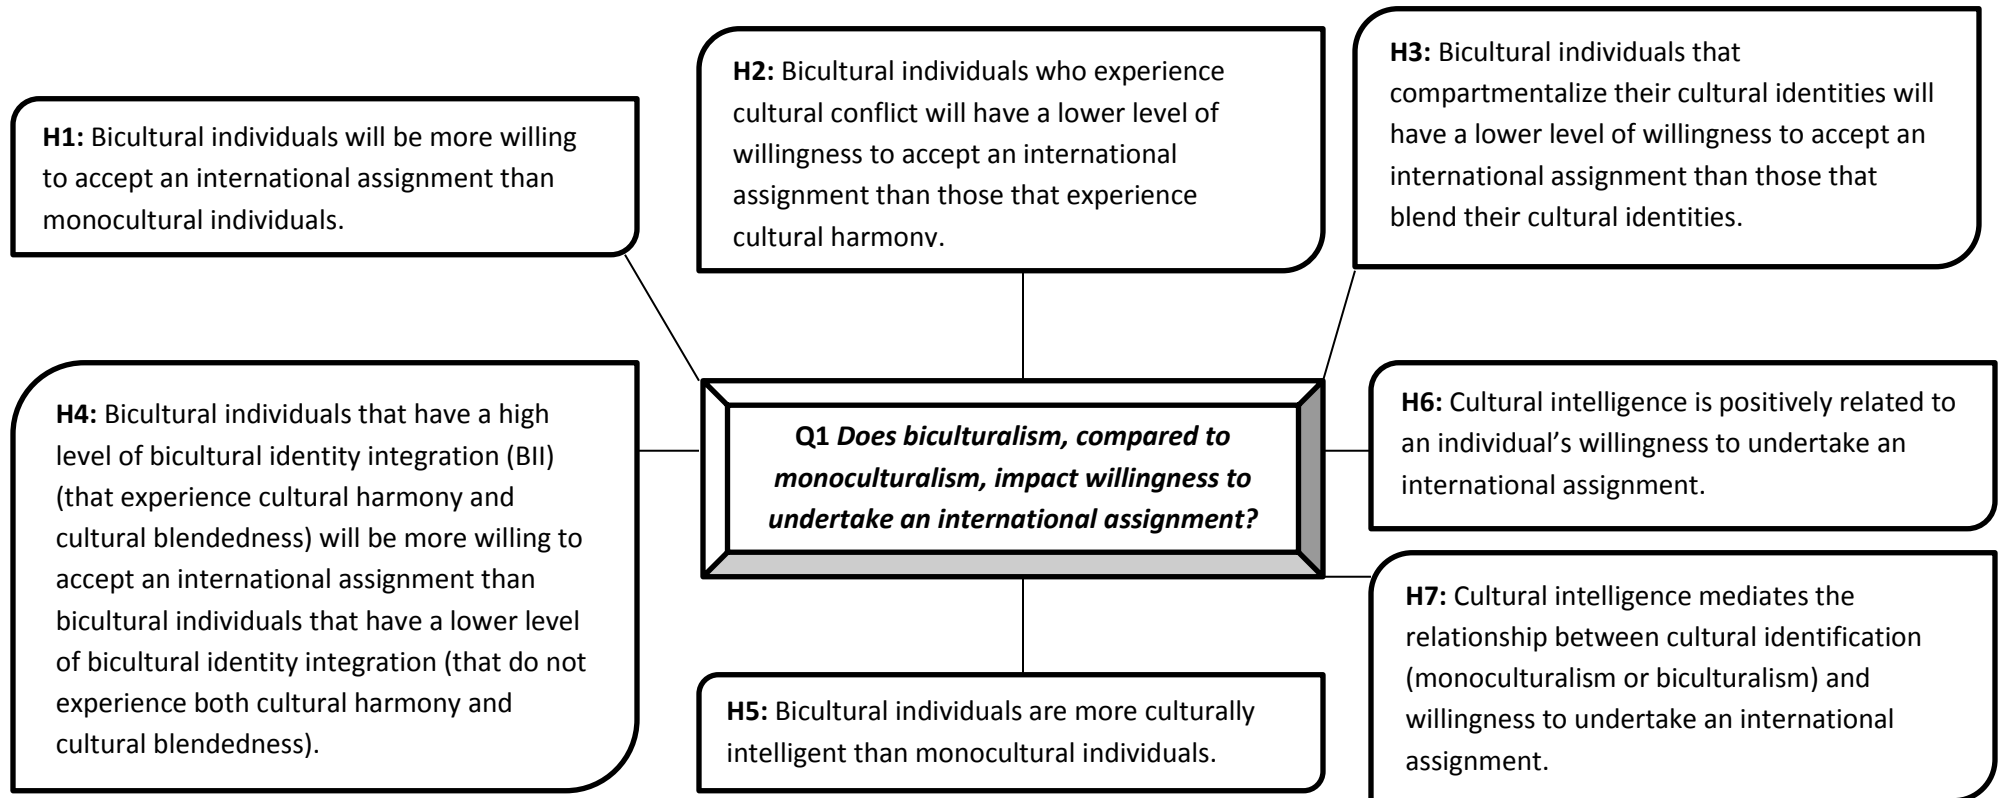 H1: Bicultural individuals will be more willing
to accept an international assignment than
monocultural individuals.
H2: Bicultural individuals who experience
cultural conflict will have a lower level of
willingness to accept an international
assignment than those that experience
cultural harmony.
H3: Bicultural individuals that
compartmentalize their cultural identities will
have a lower level of willingness to accept an
international assignment than those that
blend their cultural identities.
H4: Bicultural individuals that have a high
level of bicultural identity integration (BII)
(that experience cultural harmony and
cultural blendedness) will be more willing to
accept an international assignment than
bicultural individuals that have a lower level
of bicultural identity integration (that do not
experience both cultural harmony and
cultural blendedness).
Q1 Does biculturalism, compared to
monoculturalism, impact willingness to
undertake an international assignment?
H6: Cultural intelligence is positively related to
an individual’s willingness to undertake an
international assignment.
H5: Bicultural individuals are more culturally
intelligent than monocultural individuals.
H7: Cultural intelligence mediates the
relationship between cultural identification
(monoculturalism or biculturalism) and
willingness to undertake an international
assignment.